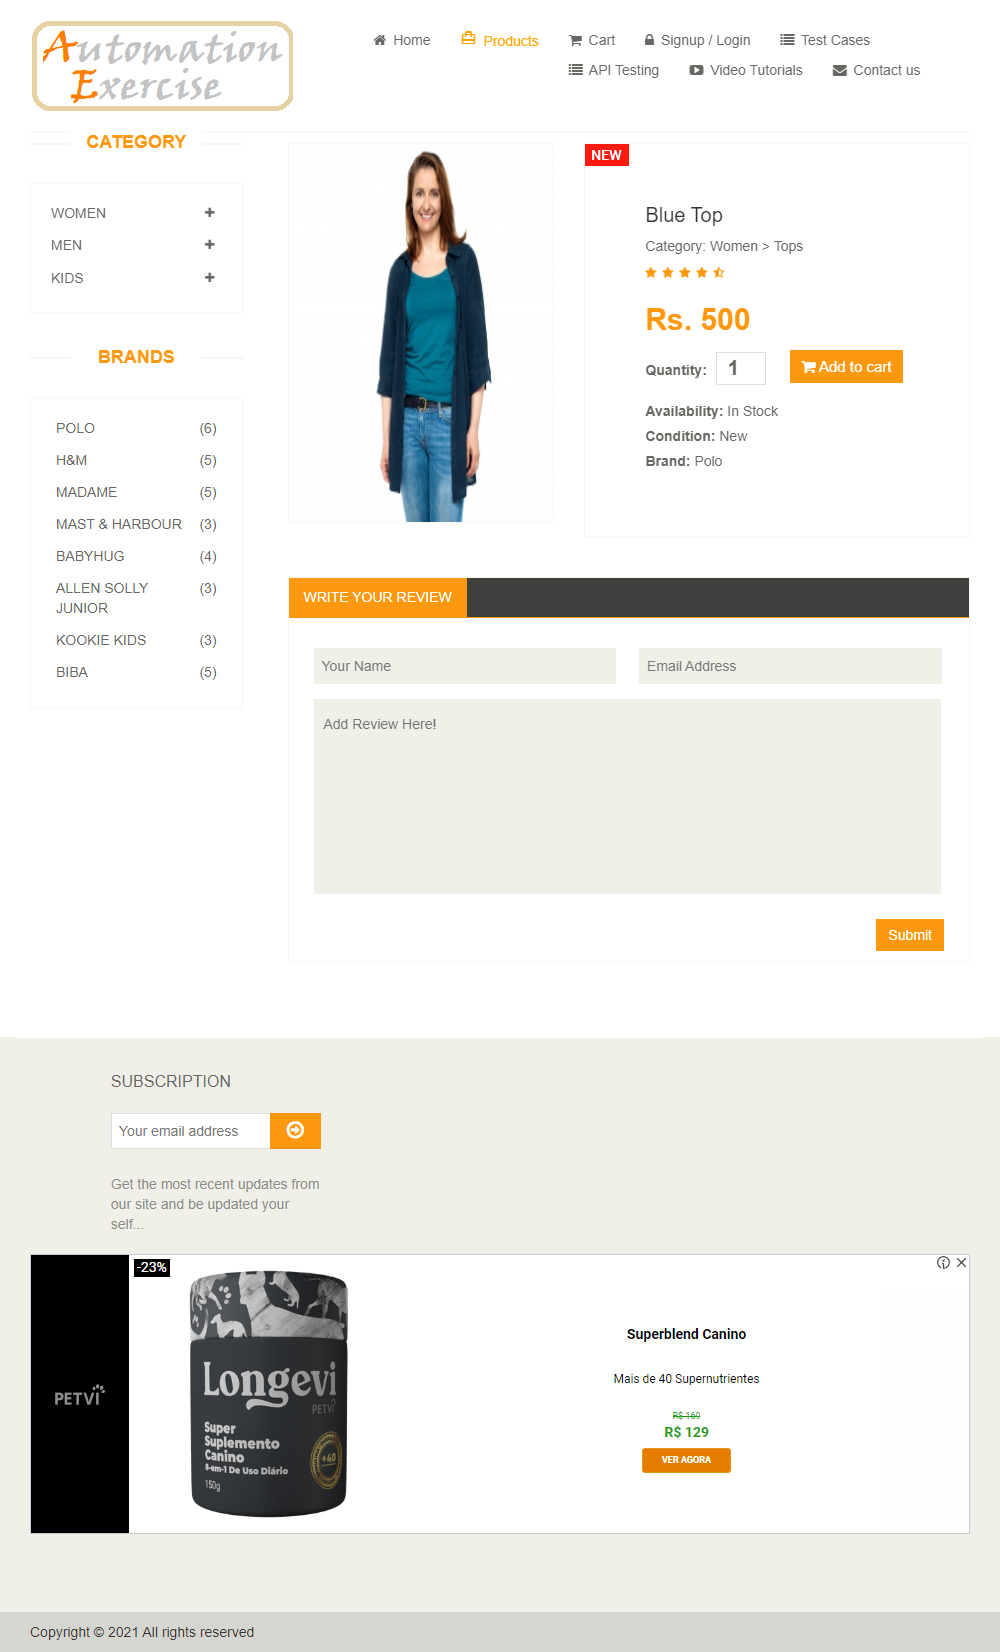 Automation
Exercise
Home
Products
Cart
Signup / Login
Test Cases
API Testing
Video Tutorials
Contact us
CATEGORY
WOMEN
MEN
KIDS
BRANDS
POLO (6)
H&M (5)
MADAME (5)
MAST & HARBOUR (3)
BABYHUG (4)
ALLEN SOLLY (3)
JUNIOR
KOOKIE KIDS (3)
BIBA (5)
NEW
Blue Top
Category: Women > Tops
Rs. 500
Quantity: 1 Add to cart
Availability: In Stock
Condition: New
Brand: Polo
WRITE YOUR REVIEW
Your Name
Email Address
Add Review Here!
Submit
SUBSCRIPTION
Your email address
Get the most recent updates from
our site and be updated your
self...
-23%
PETVI
Longevi
PETVI
Super
Suplemento
Canino
8-em-1 De Uso Diário
150g
+40
Superblend Canino
Mais de 40 Supernutrientes
R$ 169
R$ 129
VER AGORA
Copyright © 2021 All rights reserved